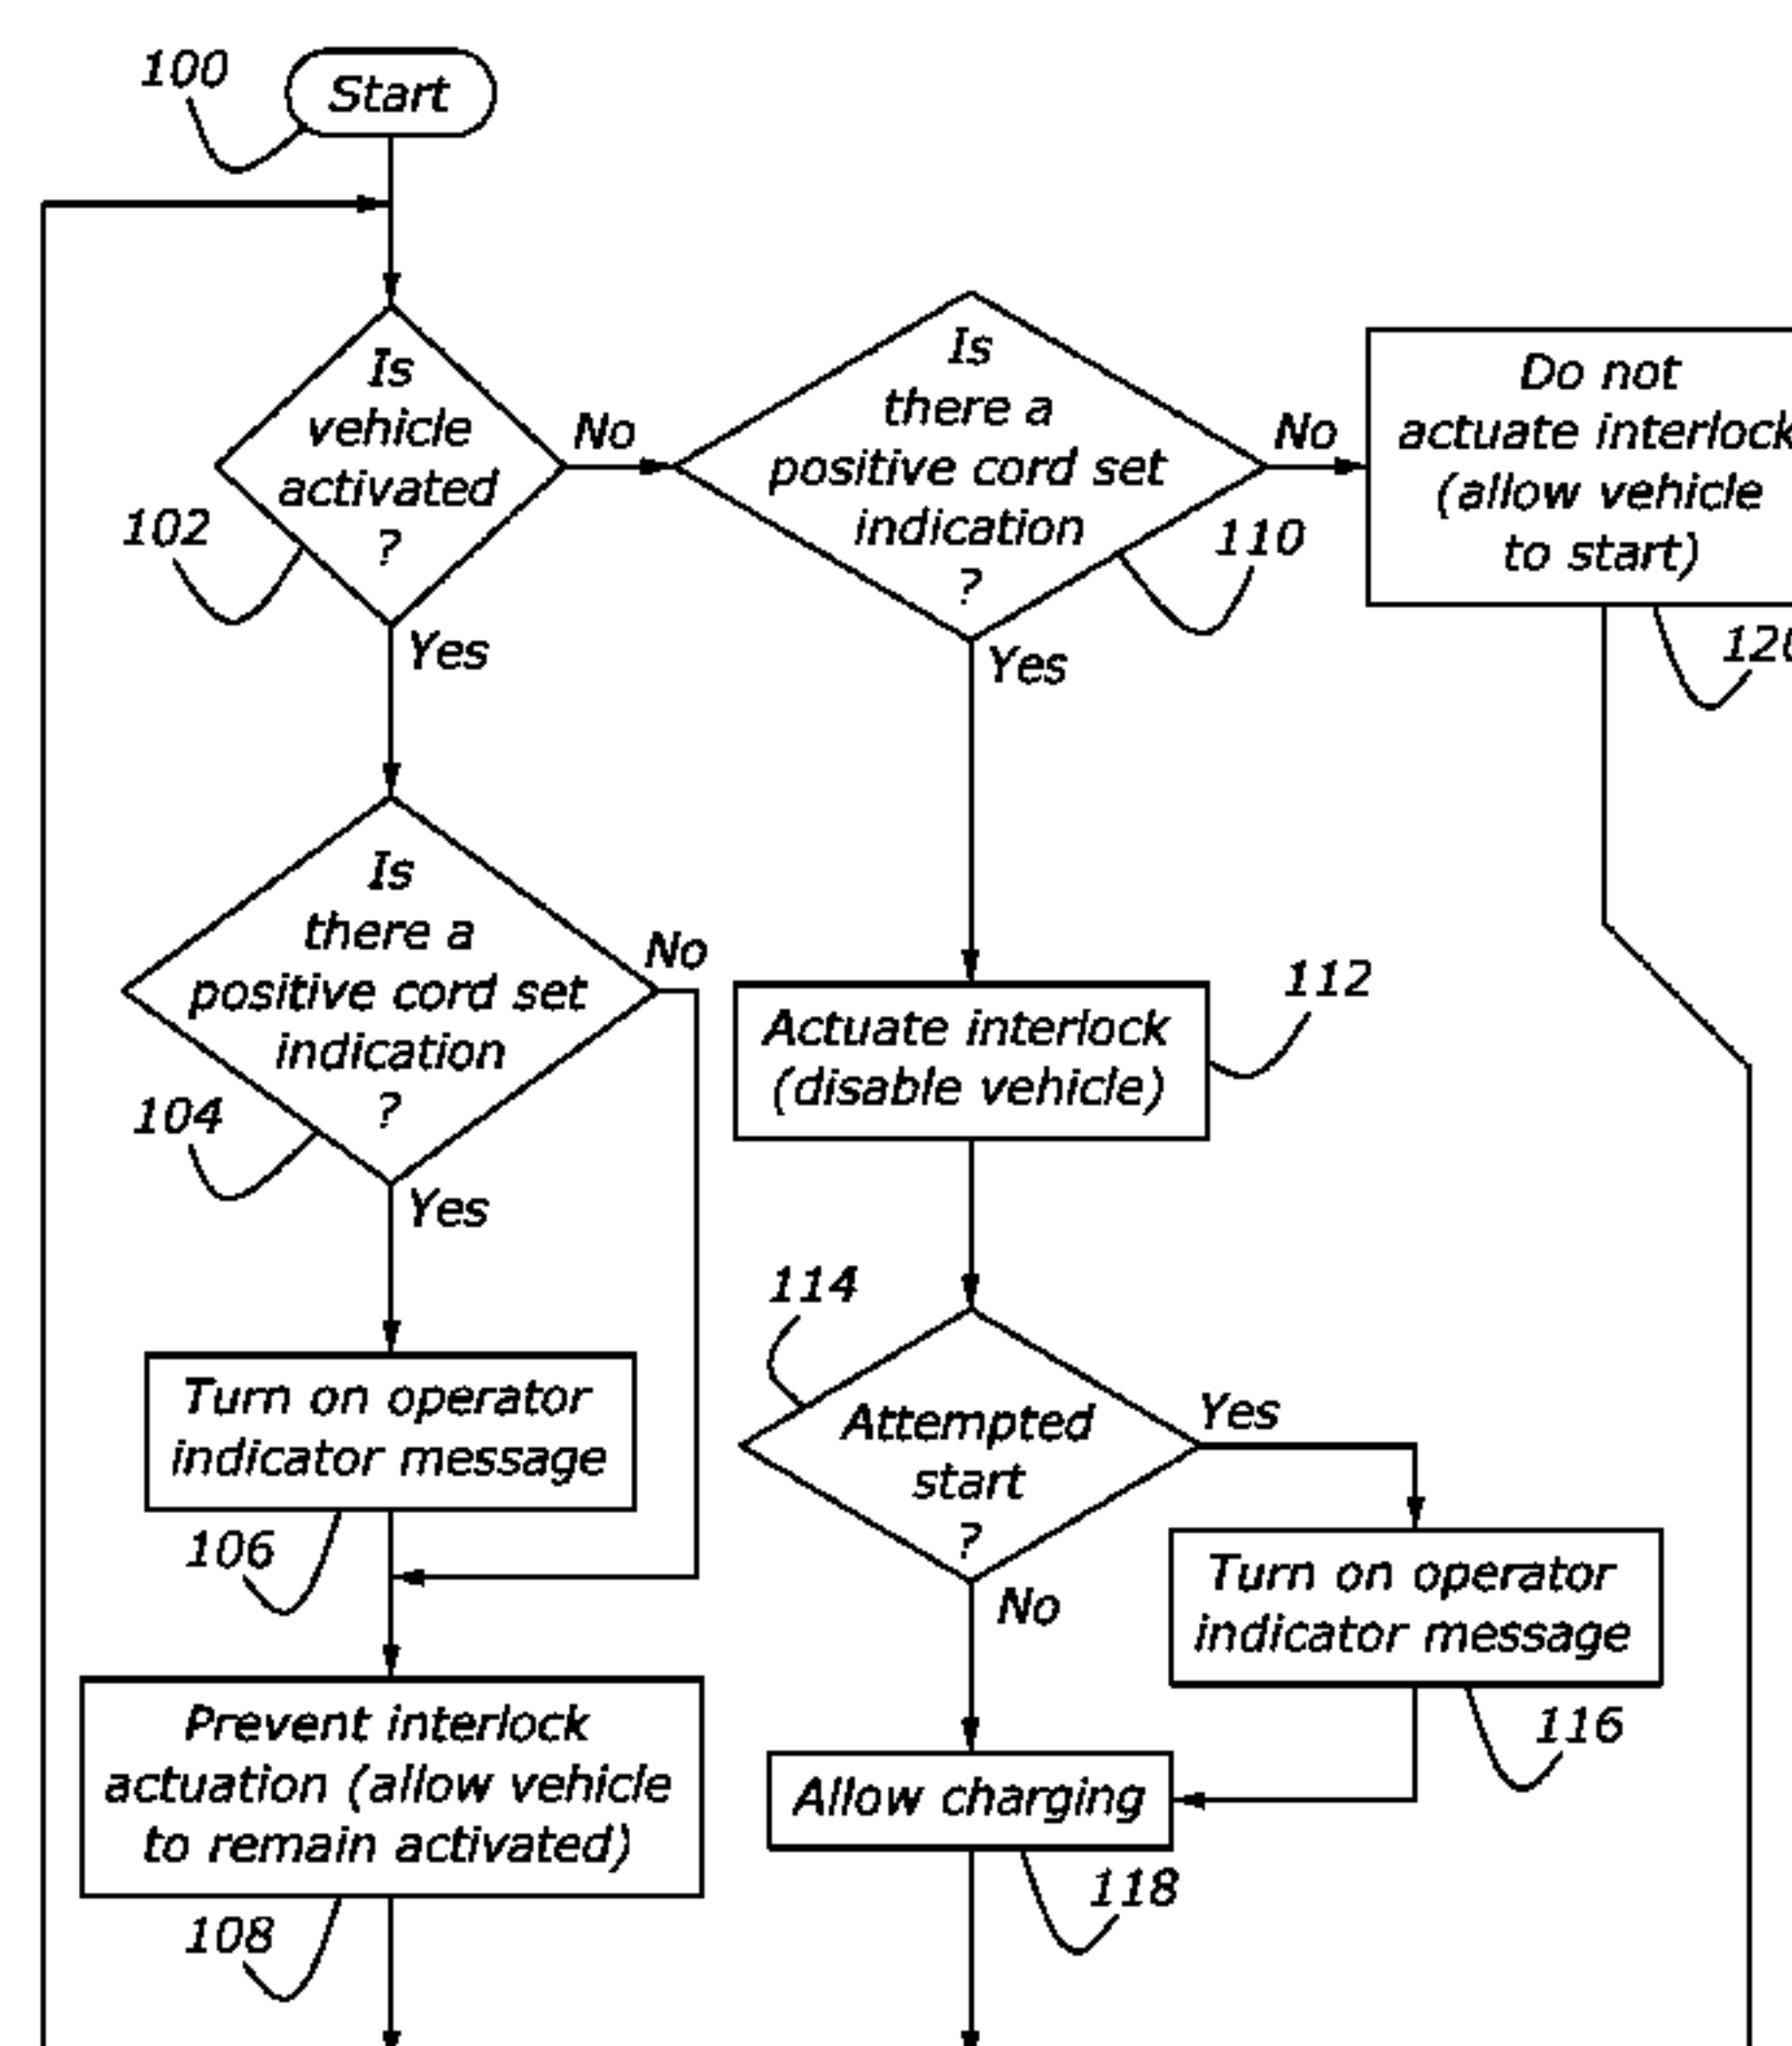 100
Start
Is
vehicle
activated
?
102
No
Yes
Is
there a
positive cord set
indication
?
110
No
Yes
Do not
actuate interlock
(allow vehicle
to start)
Is
there a
positive cord set
indication
?
104
No
Yes
Actuate interlock
(disable vehicle)
112
Turn on operator
indicator message
106
114
Attempted
start
?
Yes
No
Turn on operator
indicator message
116
Prevent interlock
actuation (allow vehicle
to remain activated)
108
Allow charging
118